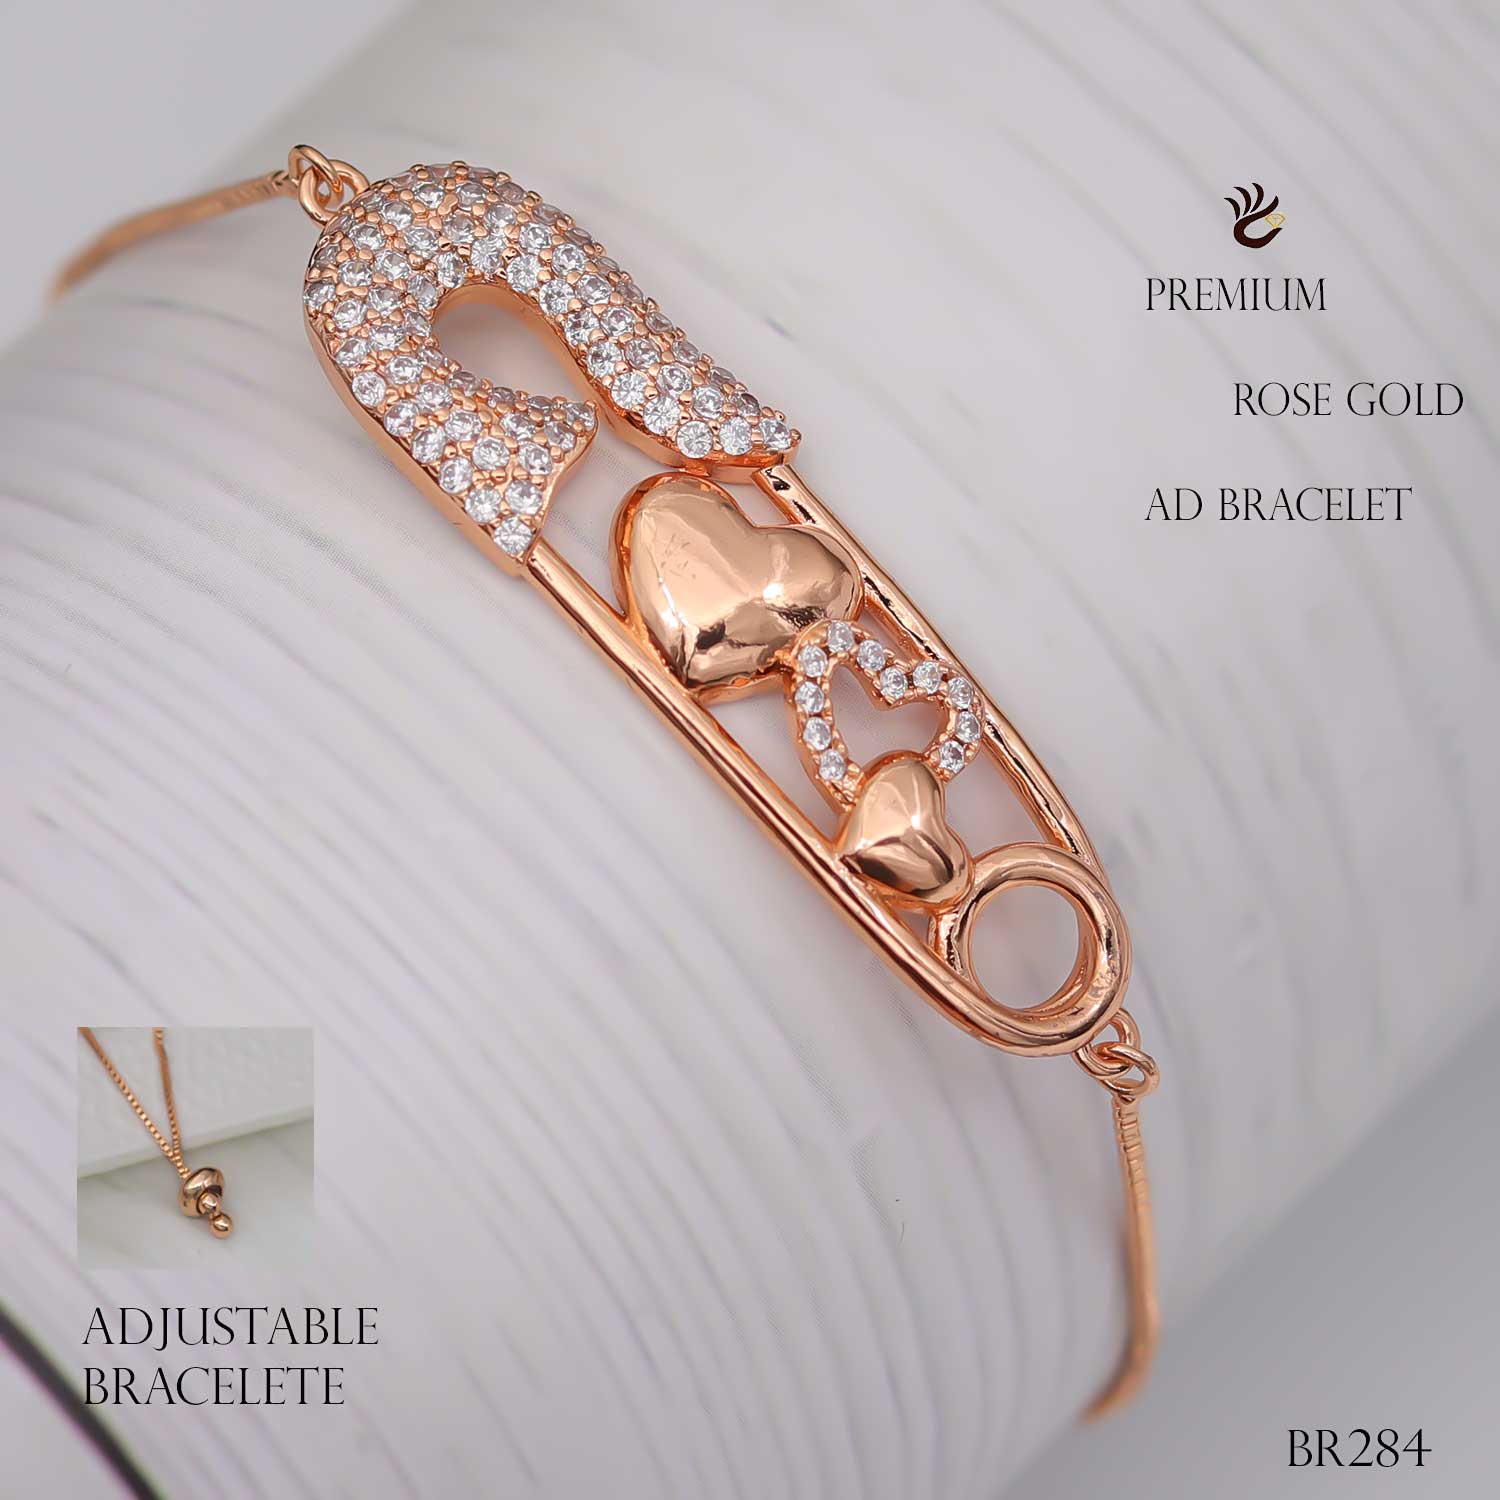 PREMIUM
ROSE GOLD
AD BRACELET
ADJUSTABLE
BRACELETE
BR284